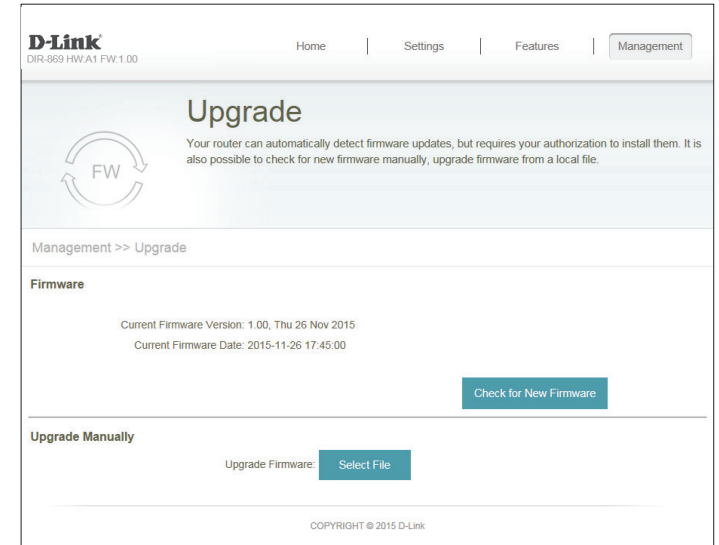 D-Link
DIR-869 HW:A1 FW:1.00
Home | Settings | Features | Management
Upgrade
Your router can automatically detect firmware updates, but requires your authorization to install them. It is
also possible to check for new firmware manually, upgrade firmware from a local file.
FW
Management >> Upgrade
Firmware
Current Firmware Version: 1.00, Thu 26 Nov 2015
Current Firmware Date: 2015-11-26 17:45:00
Check for New Firmware
Upgrade Manually
Upgrade Firmware: Select File
COPYRIGHT © 2015 D-Link